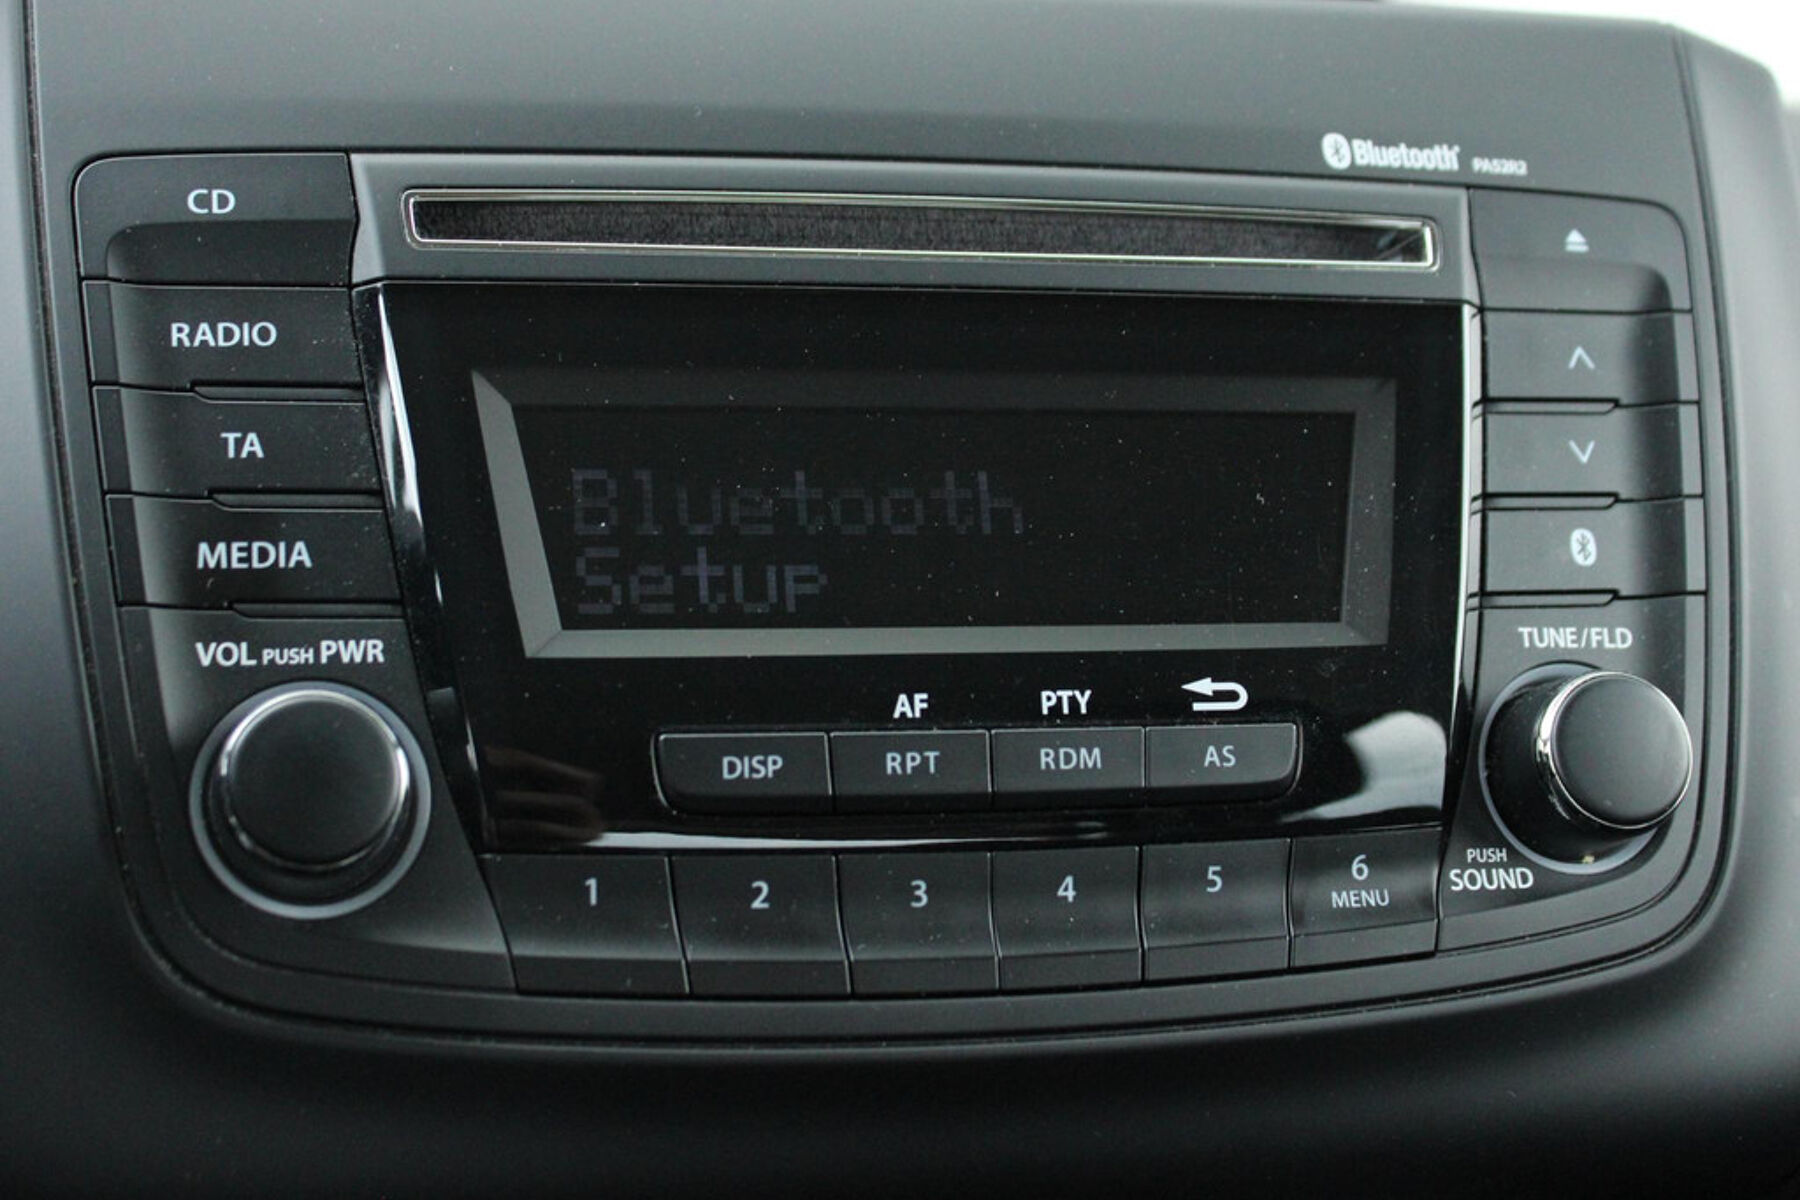 Bluetooth PA52R2
CD
RADIO
TA
MEDIA
VOL PUSH PWR
Bluetooth
Setup
TUNE/FLD
AF PTY
DISP RPT RDM AS
PUSH
SOUND
1 2 3 4 5 6
MENU